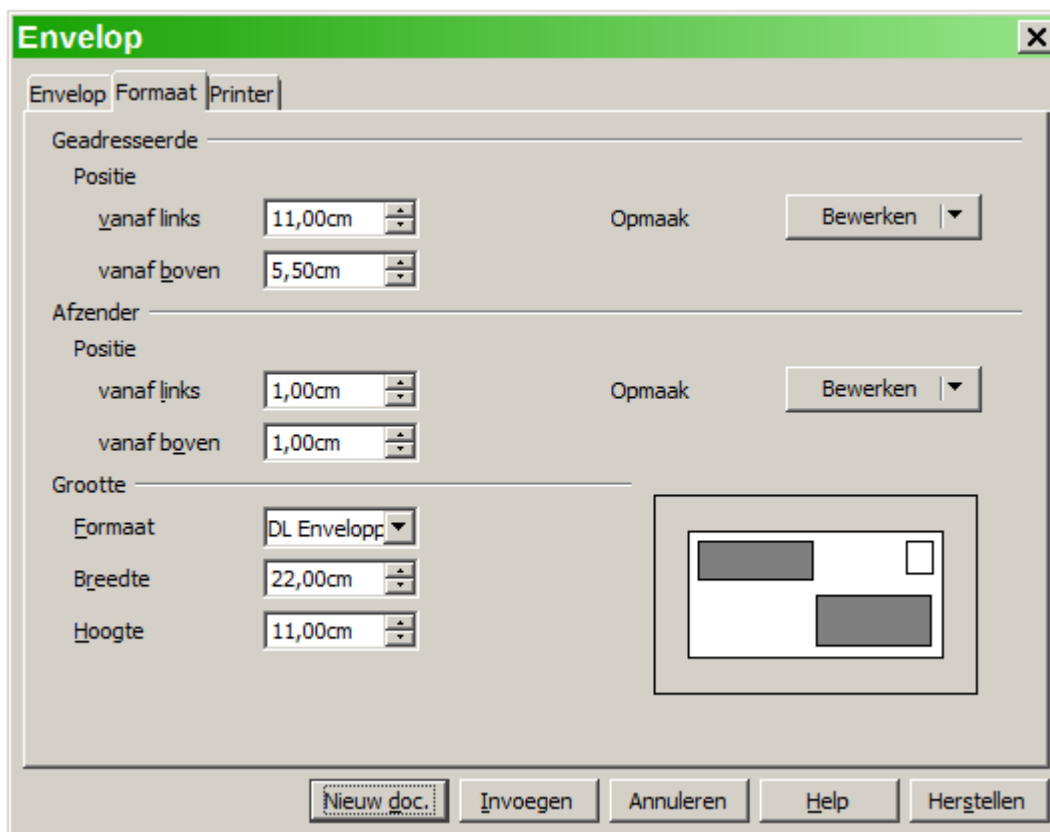 Envelop
Envelop Formaat Printer
Geadresseerde
Positie
vanaf links 11,00cm Opmaak Bewerken
vanaf boven 5,50cm
Afzender
Positie
vanaf links 1,00cm Opmaak Bewerken
vanaf boven 1,00cm
Grootte
Formaat DL Envelopp
Breedte 22,00cm
Hoogte 11,00cm
Nieuw doc. Invoegen Annuleren Help Herstellen